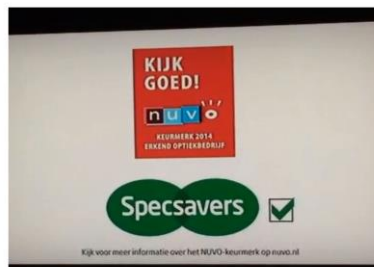 KIJK
GOED!
nuvo
KEURMERK 2014
ERKEND OPTIEKBEDRIJF
Specsavers
Kijk voor meer informatie over het NUVO-keurmerk op nuvo.nl